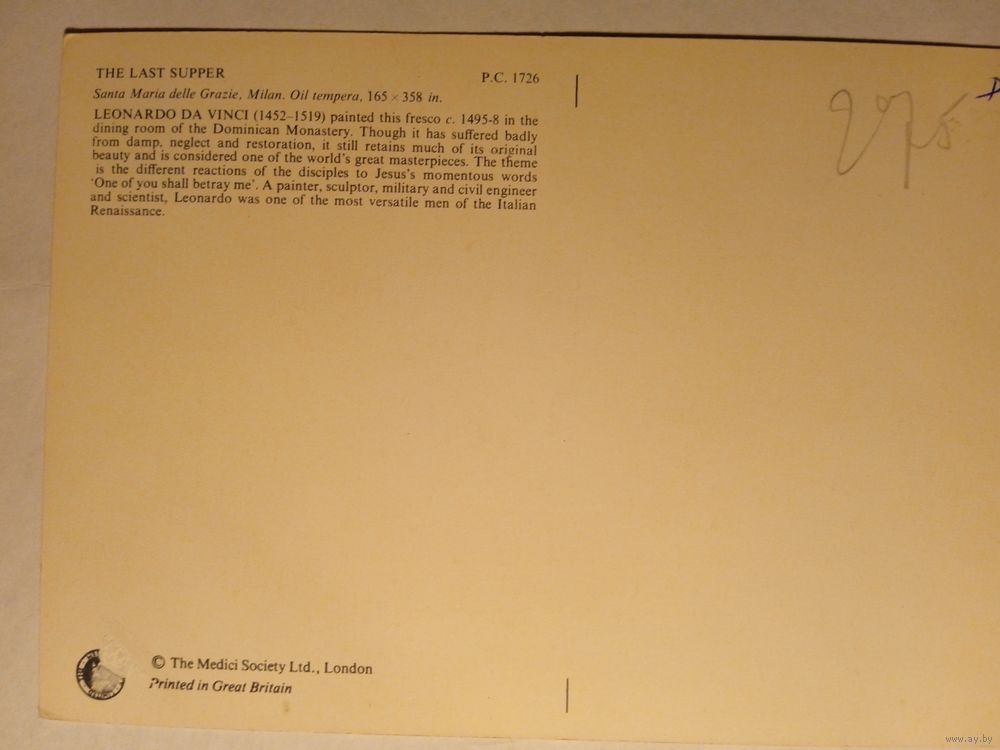 THE LAST SUPPER
P.C. 1726
Santa Maria delle Grazie, Milan. Oil tempera, 165 × 358 in.
LEONARDO DA VINCI (1452–1519) painted this fresco c. 1495-8 in the
dining room of the Dominican Monastery. Though it has suffered badly
from damp, neglect and restoration, it still retains much of its original
beauty and is considered one of the world's great masterpieces. The theme
is the different reactions of the disciples to Jesus's momentous words
'One of you shall betray me'. A painter, sculptor, military and civil engineer
and scientist, Leonardo was one of the most versatile men of the Italian
Renaissance.
© The Medici Society Ltd., London
Printed in Great Britain
www.ay.by